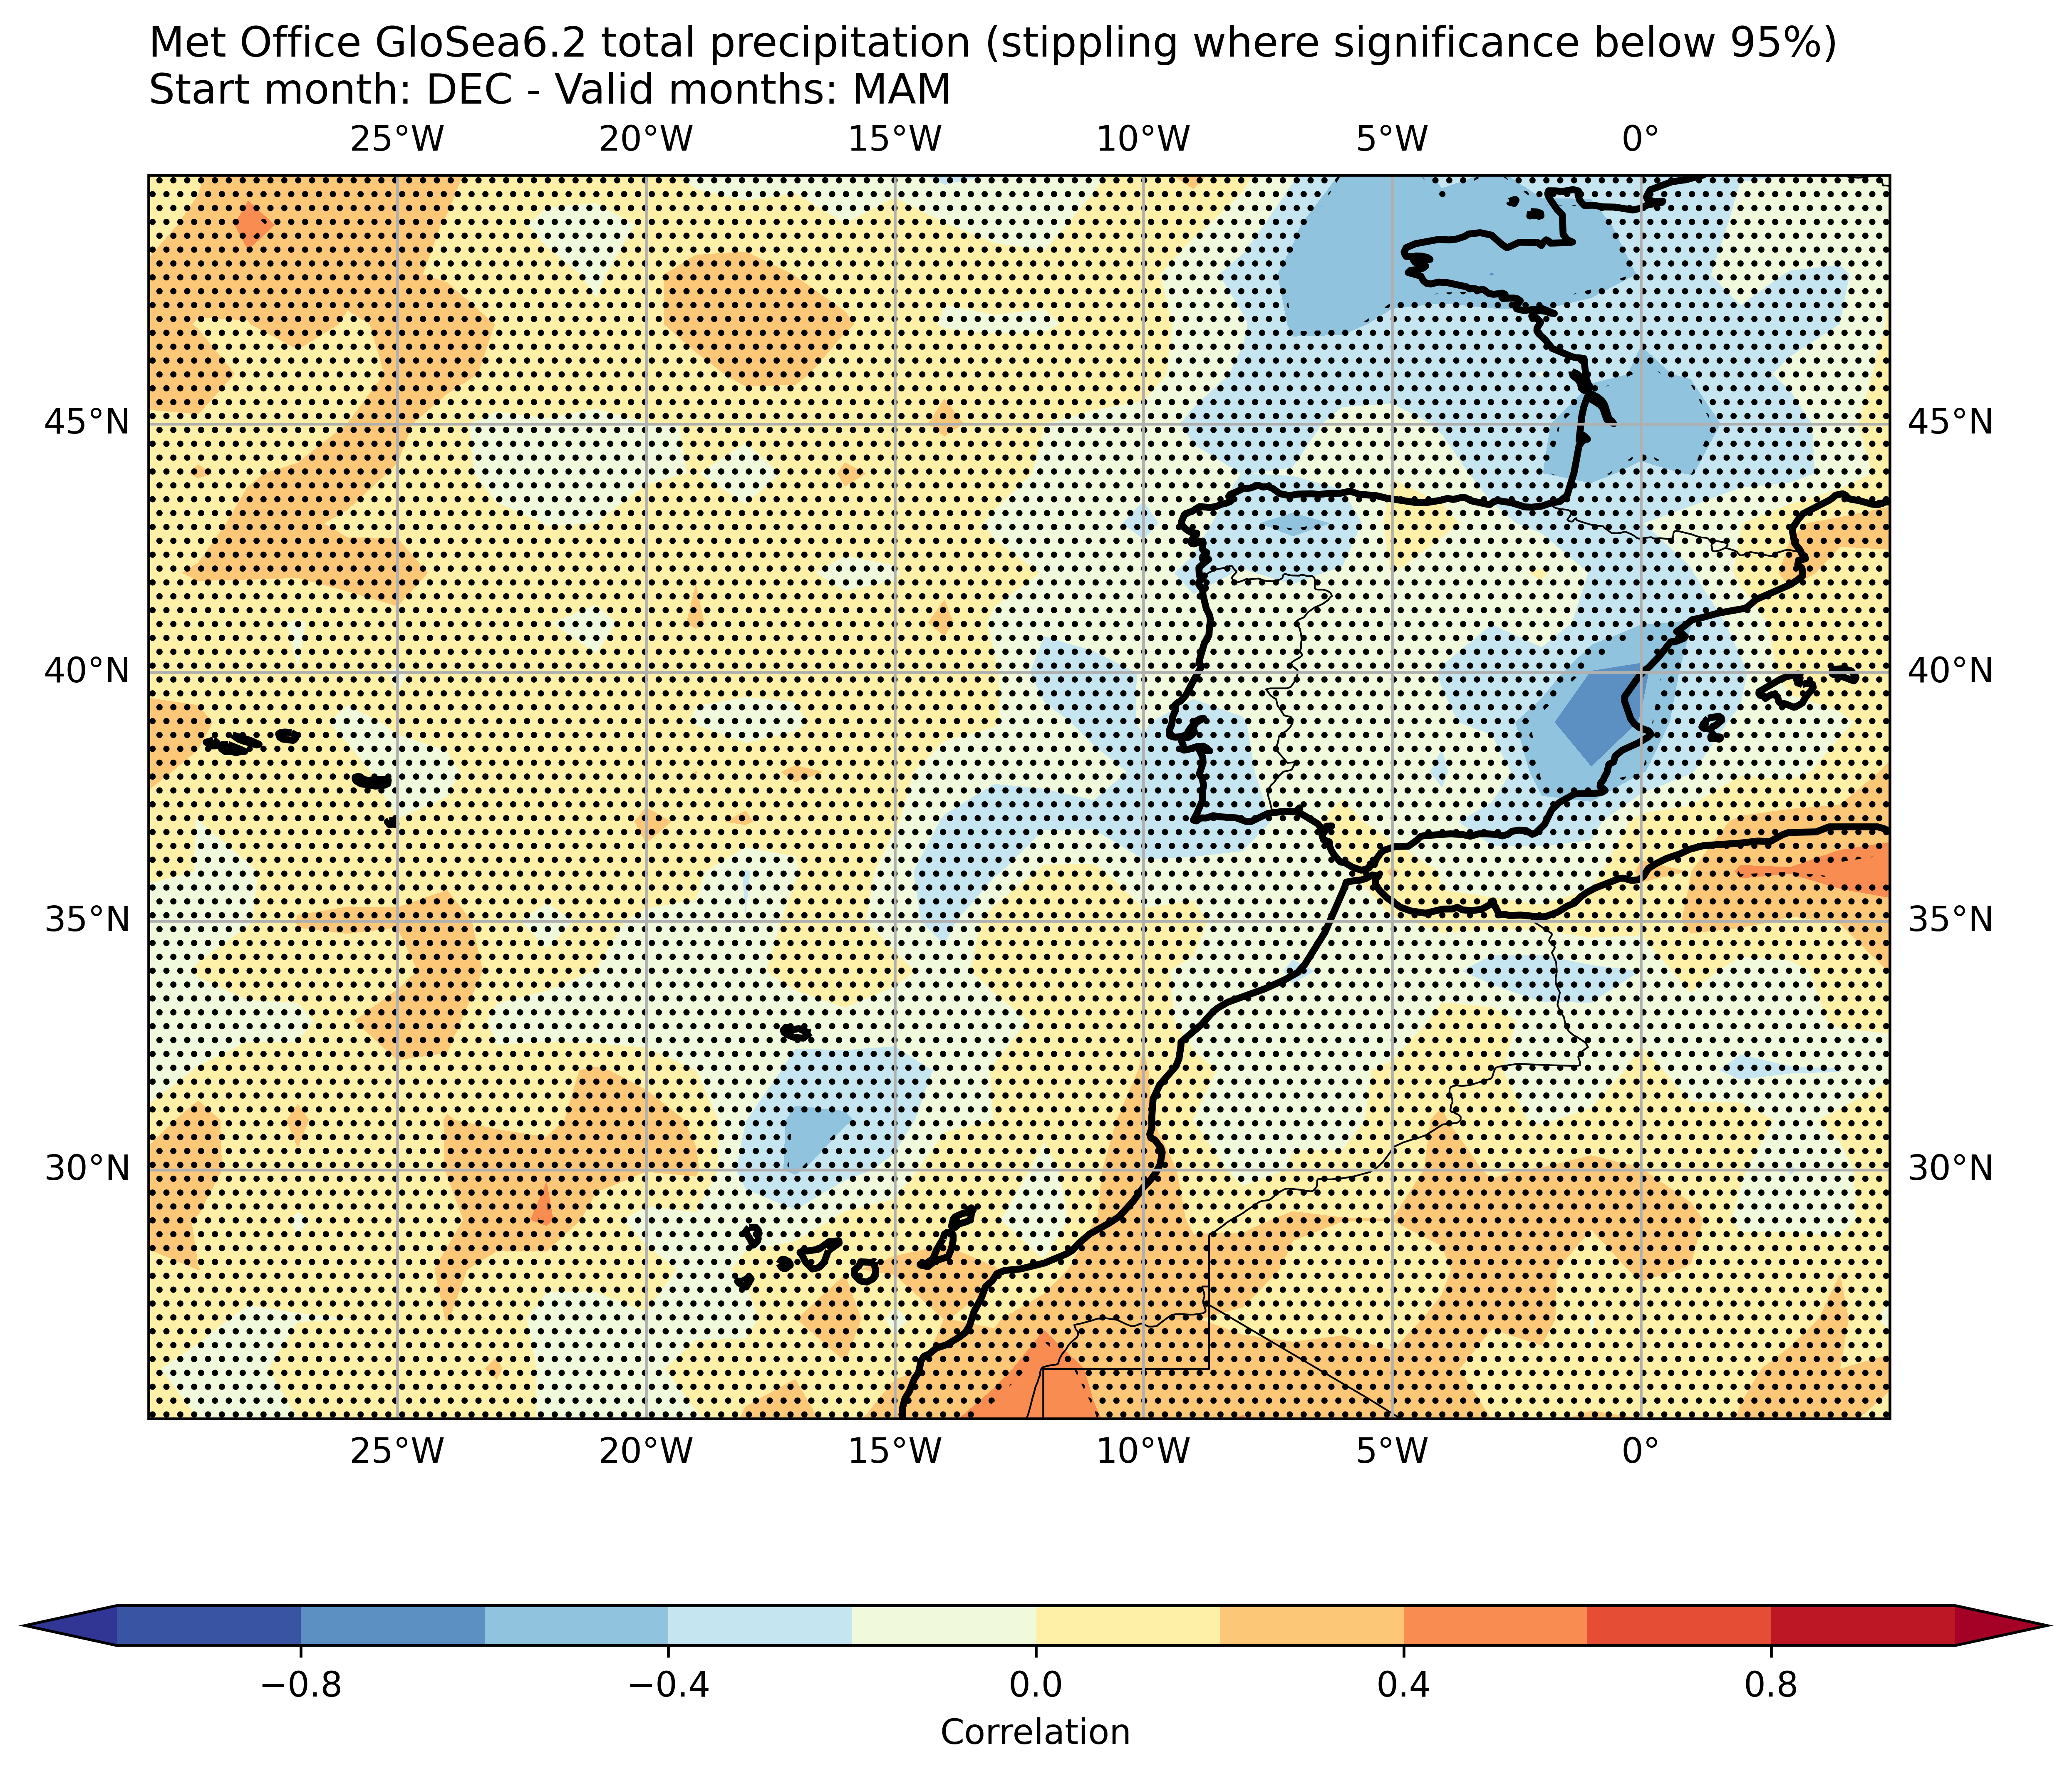 Met Office GloSea6.2 total precipitation (stippling where significance below 95%)
Start month: DEC - Valid months: MAM
25°W 20°W 15°W 10°W 5°W 0°
45°N 45°N
40°N 40°N
35°N 35°N
30°N 30°N
25°W 20°W 15°W 10°W 5°W 0°
−0.8 −0.4 0.0 0.4 0.8
Correlation